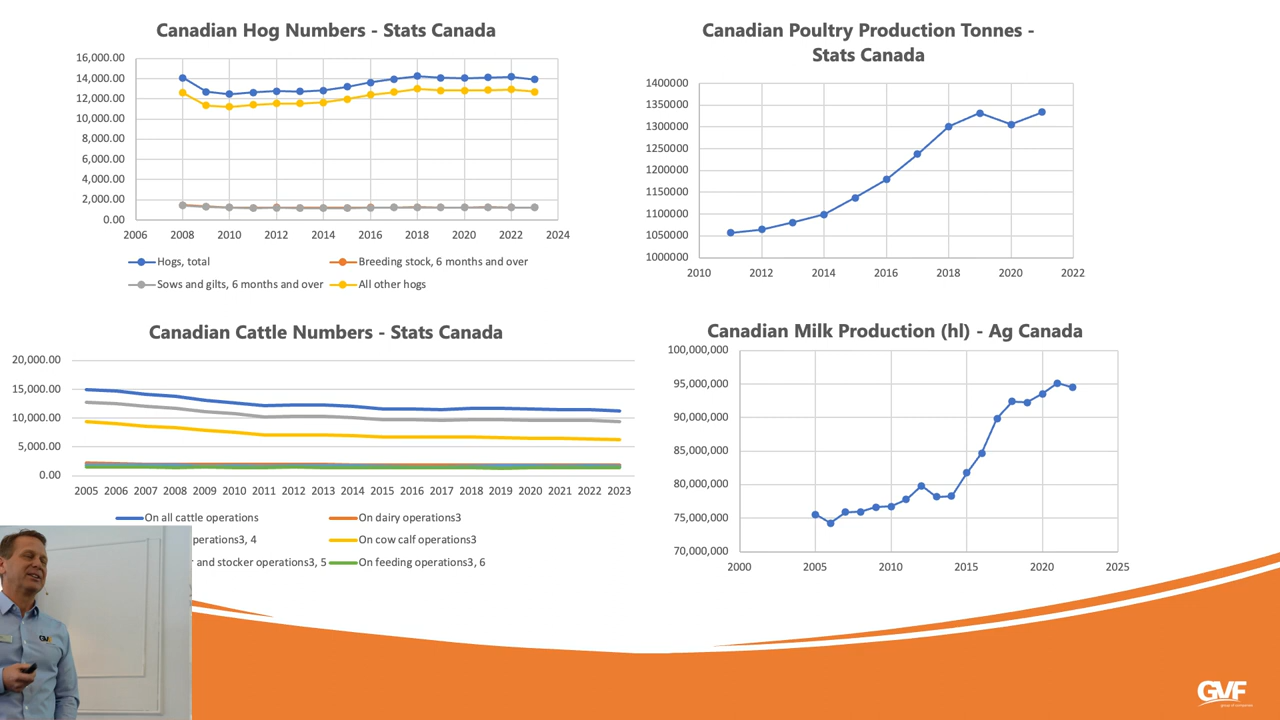 Canadian Hog Numbers - Stats Canada
16,000.00
14,000.00
12,000.00
10,000.00
8,000.00
6,000.00
4,000.00
2,000.00
0.00
2006 2008 2010 2012 2014 2016 2018 2020 2022 2024
Hogs, total
Breeding stock, 6 months and over
Sows and gilts, 6 months and over
All other hogs
Canadian Poultry Production Tonnes -
Stats Canada
1400000
1350000
1300000
1250000
1200000
1150000
1100000
1050000
1000000
2010 2012 2014 2016 2018 2020 2022
Canadian Cattle Numbers - Stats Canada
20,000.00
15,000.00
10,000.00
5,000.00
0.00
2005 2006 2007 2008 2009 2010 2011 2012 2013 2014 2015 2016 2017 2018 2019 2020 2021 2022 2023
On all cattle operations
On dairy operations3
perations3, 4
On cow calf operations3
r and stocker operations3, 5
On feeding operations3, 6
Canadian Milk Production (hl) - Ag Canada
100,000,000
95,000,000
90,000,000
85,000,000
80,000,000
75,000,000
70,000,000
2000 2005 2010 2015 2020 2025
GVF
GVF